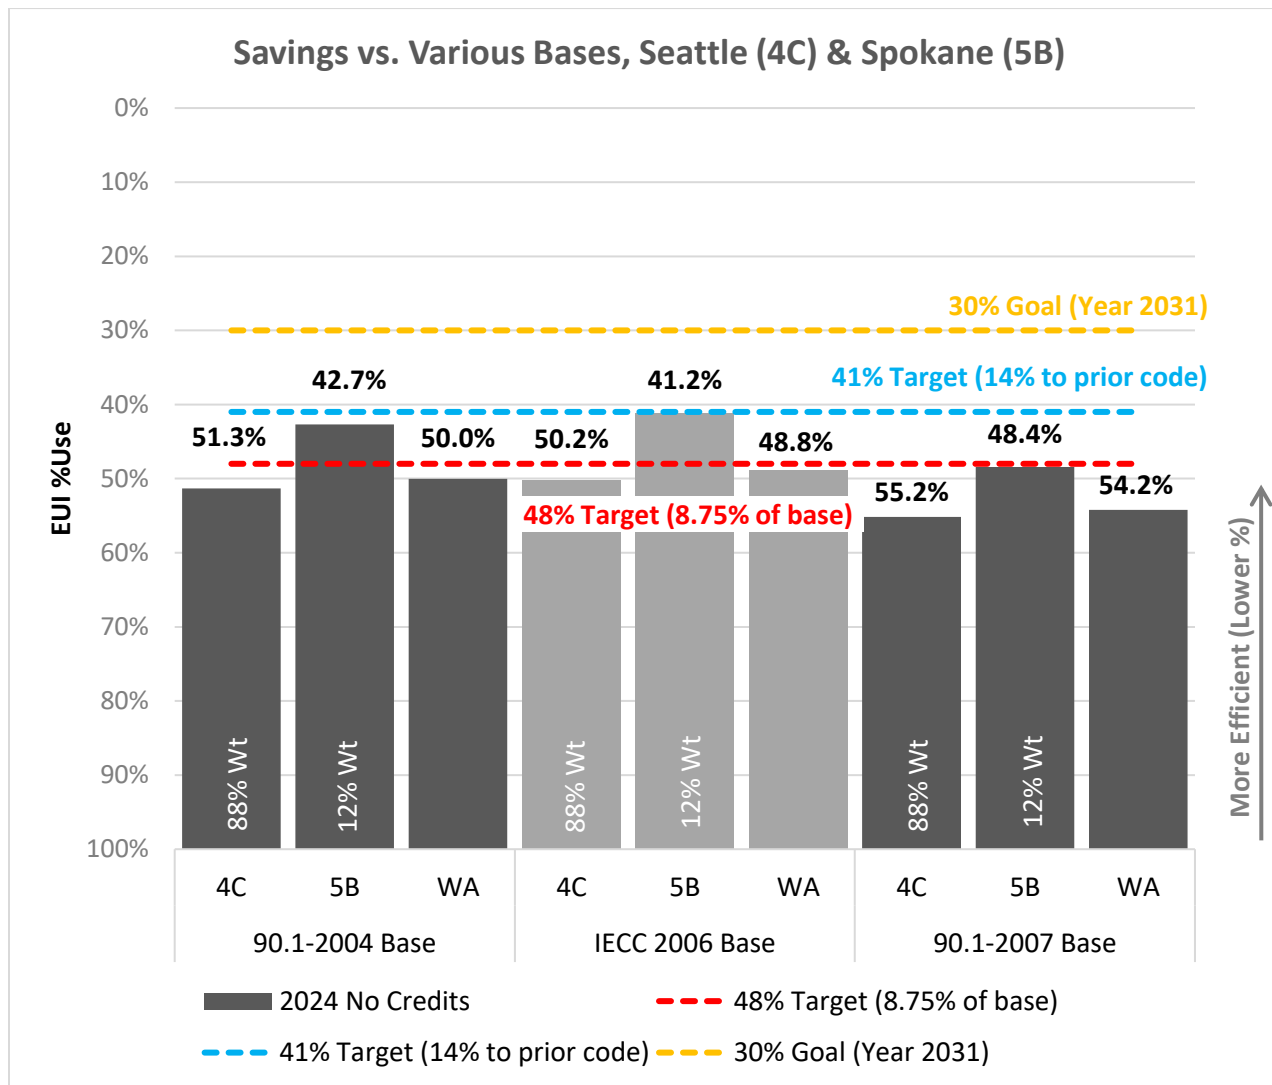 Savings vs. Various Bases, Seattle (4C) & Spokane (5B)
0%
10%
20%
30%
40%
50%
60%
70%
80%
90%
100%
EUI %Use
30% Goal (Year 2031)
41% Target (14% to prior code)
48% Target (8.75% of base)
51.3%
42.7%
50.0%
50.2%
41.2%
48.8%
55.2%
48.4%
54.2%
88% Wt
12% Wt
88% Wt
12% Wt
88% Wt
12% Wt
More Efficient (Lower %)
4C 5B WA 4C 5B WA 4C 5B WA
90.1-2004 Base IECC 2006 Base 90.1-2007 Base
2024 No Credits 48% Target (8.75% of base)
41% Target (14% to prior code) 30% Goal (Year 2031)